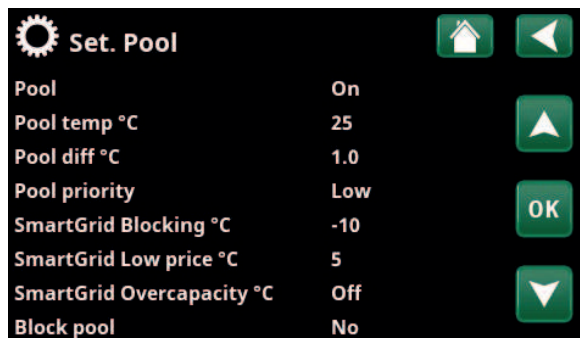 Set. Pool
Pool On
Pool temp °C 25
Pool diff °C 1.0
Pool priority Low
SmartGrid Blocking °C -10
SmartGrid Low price °C 5
SmartGrid Overcapacity °C Off
Block pool No
OK